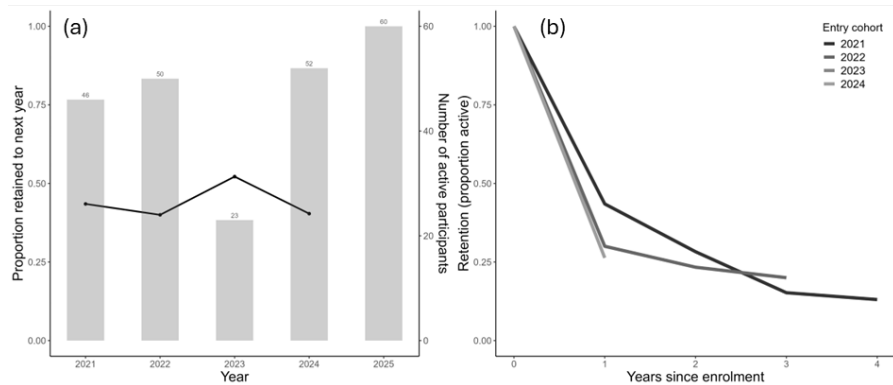 (a)
Proportion retained to next year
1.00
0.75
0.50
0.25
0.00
46
50
23
52
60
60
40
20
0
Number of active participants
2021 2022 2023 2024 2025
Year
(b)
Retention (proportion active)
1.00
0.75
0.50
0.25
0.00
Entry cohort
2021
2022
2023
2024
0 1 2 3 4
Years since enrolment